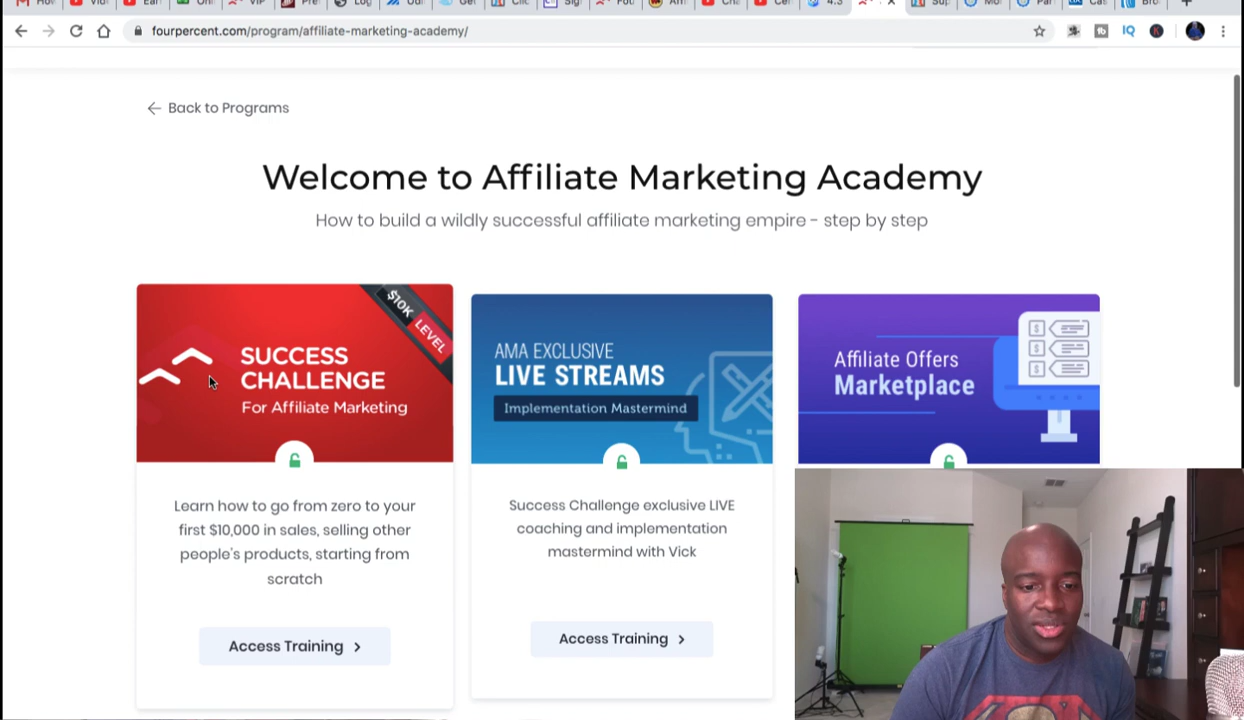 fourpercent.com/program/affiliate-marketing-academy/
IQ
Back to Programs
Welcome to Affiliate Marketing Academy
How to build a wildly successful affiliate marketing empire - step by step
$10K LEVEL
SUCCESS
CHALLENGE
For Affiliate Marketing
AMA EXCLUSIVE
LIVE STREAMS
Implementation Mastermind
Affiliate Offers
Marketplace
Learn how to go from zero to your
first $10,000 in sales, selling other
people's products, starting from
scratch
Access Training >
Success Challenge exclusive LIVE
coaching and implementation
mastermind with Vick
Access Training >